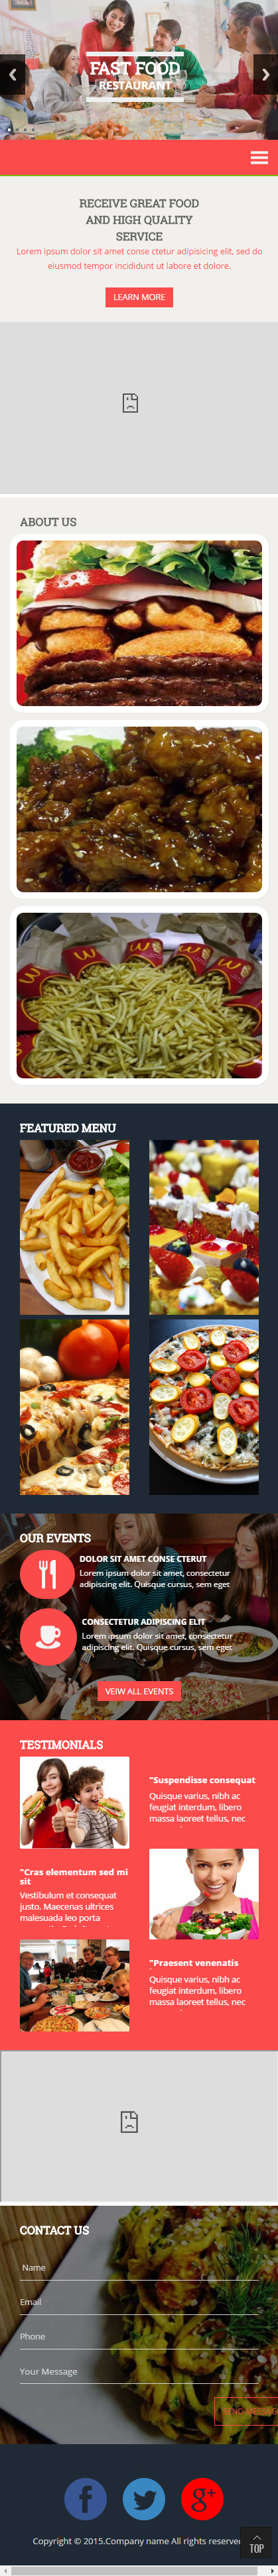 FAST FOOD
RESTAURANT
RECEIVE GREAT FOOD
AND HIGH QUALITY
SERVICE
Lorem ipsum dolor sit amet conse ctetur adipisicing elit, sed do
eiusmod tempor incididunt ut labore et dolore.
LEARN MORE
ABOUT US
FEATURED MENU
OUR EVENTS
DOLOR SIT AMET CONSE CTERUT
Lorem ipsum dolor sit amet, consectetur
adipiscing elit. Quisque cursus, sem eget
CONSECTETUR ADIPISCING ELIT
Lorem ipsum dolor sit amet, consectetur
adipiscing elit. Quisque cursus, sem eget
VEIW ALL EVENTS
TESTIMONIALS
"Suspendisse consequat
Quisque varius, nibh ac
feugiat interdum, libero
massa laoreet tellus, nec
"Cras elementum sed mi
sit
Vestibulum et consequat
justo. Maecenas ultrices
malesuada leo porta
"Praesent venenatis
Quisque varius, nibh ac
feugiat interdum, libero
massa laoreet tellus, nec
CONTACT US
Name
Email
Phone
Your Message
Copyright © 2015.Company name All rights reserved
TOP